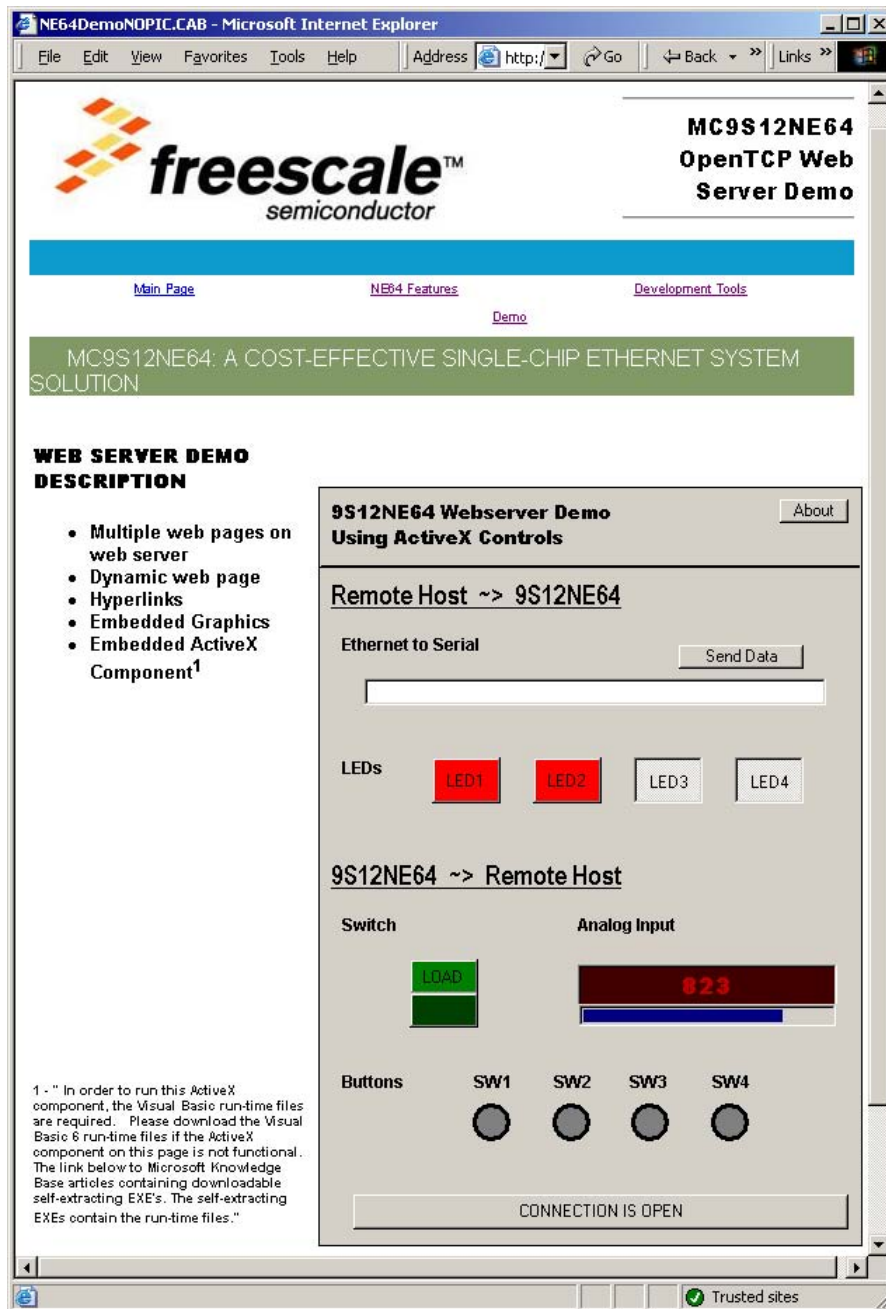 NE64DemoNOPIC.CAB - Microsoft Internet Explorer
File Edit View Favorites Tools Help Address http:/ Go Back » Links »
freescale™
semiconductor
MC9S12NE64
OpenTCP Web
Server Demo
Main Page NE64 Features Development Tools
Demo
MC9S12NE64: A COST-EFFECTIVE SINGLE-CHIP ETHERNET SYSTEM
SOLUTION
WEB SERVER DEMO
DESCRIPTION
• Multiple web pages on
web server
• Dynamic web page
• Hyperlinks
• Embedded Graphics
• Embedded ActiveX
Component1
1 - " In order to run this ActiveX
component, the Visual Basic run-time files
are required. Please download the Visual
Basic 6 run-time files if the ActiveX
component on this page is not functional.
The link below to Microsoft Knowledge
Base articles containing downloadable
self-extracting EXE's. The self-extracting
EXEs contain the run-time files."
9S12NE64 Webserver Demo
Using ActiveX Controls
About
Remote Host ~> 9S12NE64
Ethernet to Serial
Send Data
LEDs LED1 LED2 LED3 LED4
9S12NE64 ~> Remote Host
Switch Analog Input
LOAD 823
Buttons SW1 SW2 SW3 SW4
CONNECTION IS OPEN
Trusted sites